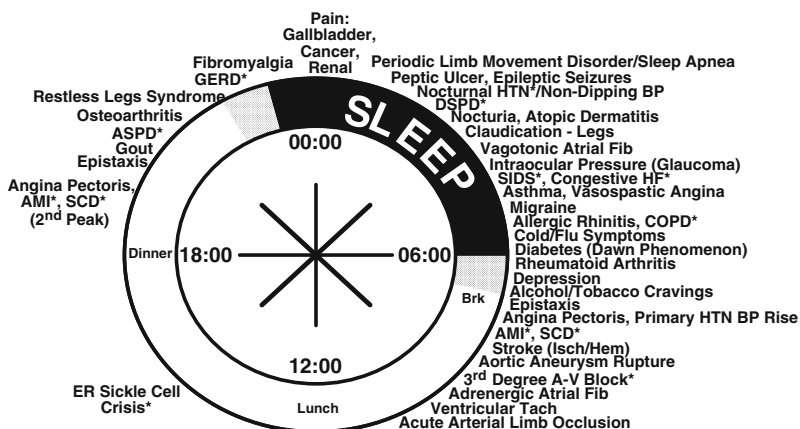 Pain:
Gallbladder,
Cancer,
Renal
Fibromyalgia
GERD*
Restless Legs Syndrome
Osteoarthritis
ASPD*
Gout
Epistaxis
Angina Pectoris,
AMI*, SCD*
(2nd Peak)
ER Sickle Cell
Crisis*
Periodic Limb Movement Disorder/Sleep Apnea
Peptic Ulcer, Epileptic Seizures
Nocturnal HTN*/Non-Dipping BP
DSPD*
Nocturia, Atopic Dermatitis
Claudication - Legs
Vagotonic Atrial Fib
Intraocular Pressure (Glaucoma)
SIDS*, Congestive HF*
Asthma, Vasospastic Angina
Migraine
Allergic Rhinitis, COPD*
Cold/Flu Symptoms
Diabetes (Dawn Phenomenon)
Rheumatoid Arthritis
Depression
Alcohol/Tobacco Cravings
Epistaxis
Angina Pectoris, Primary HTN BP Rise
AMI*, SCD*
Stroke (Isch/Hem)
Aortic Aneurysm Rupture
3rd Degree A-V Block*
Adrenergic Atrial Fib
Ventricular Tach
Acute Arterial Limb Occlusion
SLEEP
00:00
06:00
12:00
18:00
Brk
Lunch
Dinner